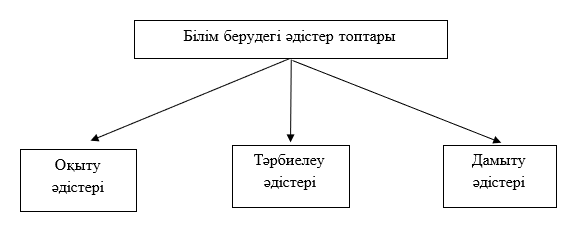 Білім берудегі әдістер топтары
Оқыту
әдістері
Тәрбиелеу
әдістері
Дамыту
әдістері